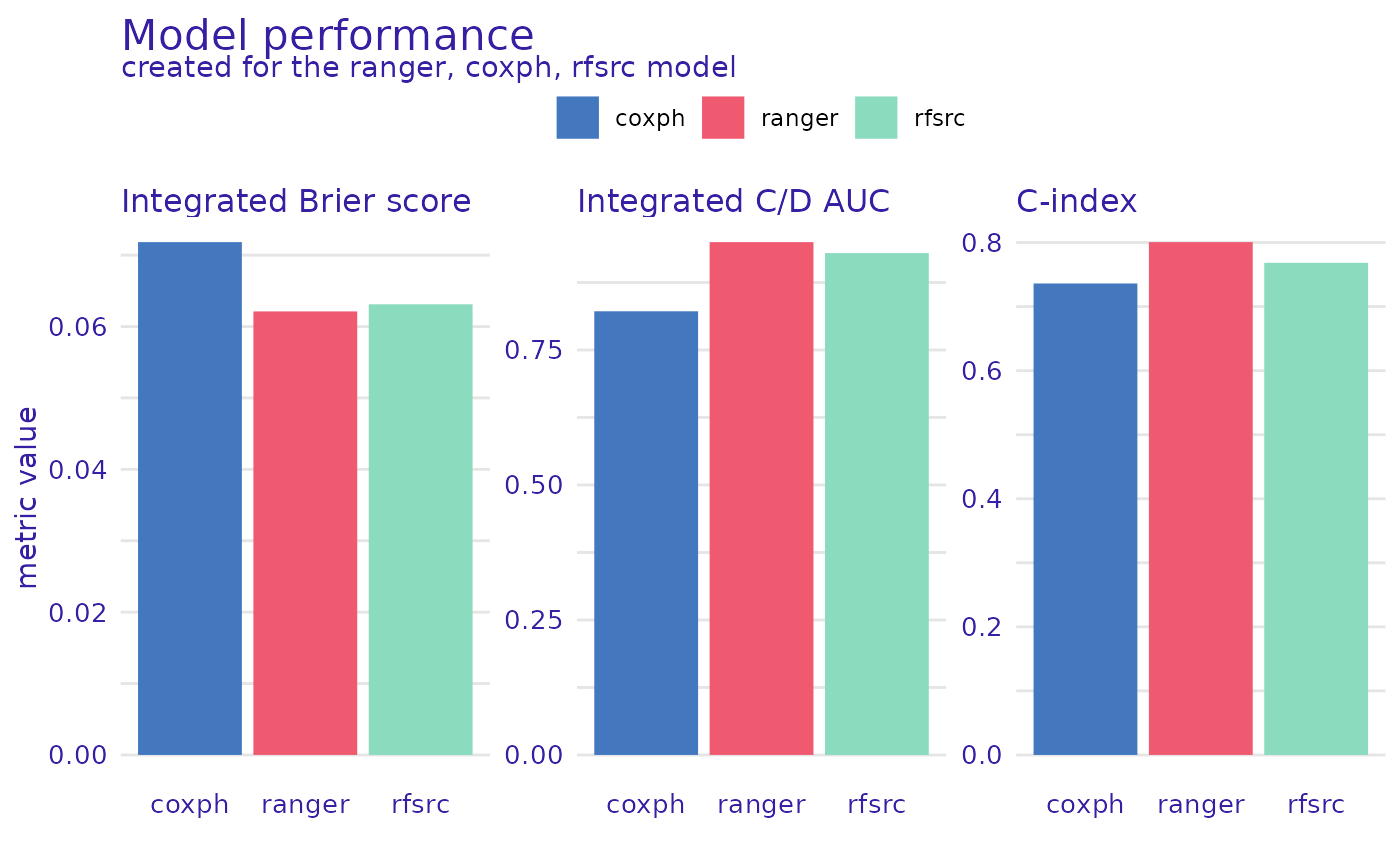 Model performance
created for the ranger, coxph, rfsrc model
coxph ranger rfsrc
Integrated Brier score
metric value
0.06
0.04
0.02
0.00
coxph ranger rfsrc
Integrated C/D AUC
0.75
0.50
0.25
0.00
coxph ranger rfsrc
C-index
0.8
0.6
0.4
0.2
0.0
coxph ranger rfsrc